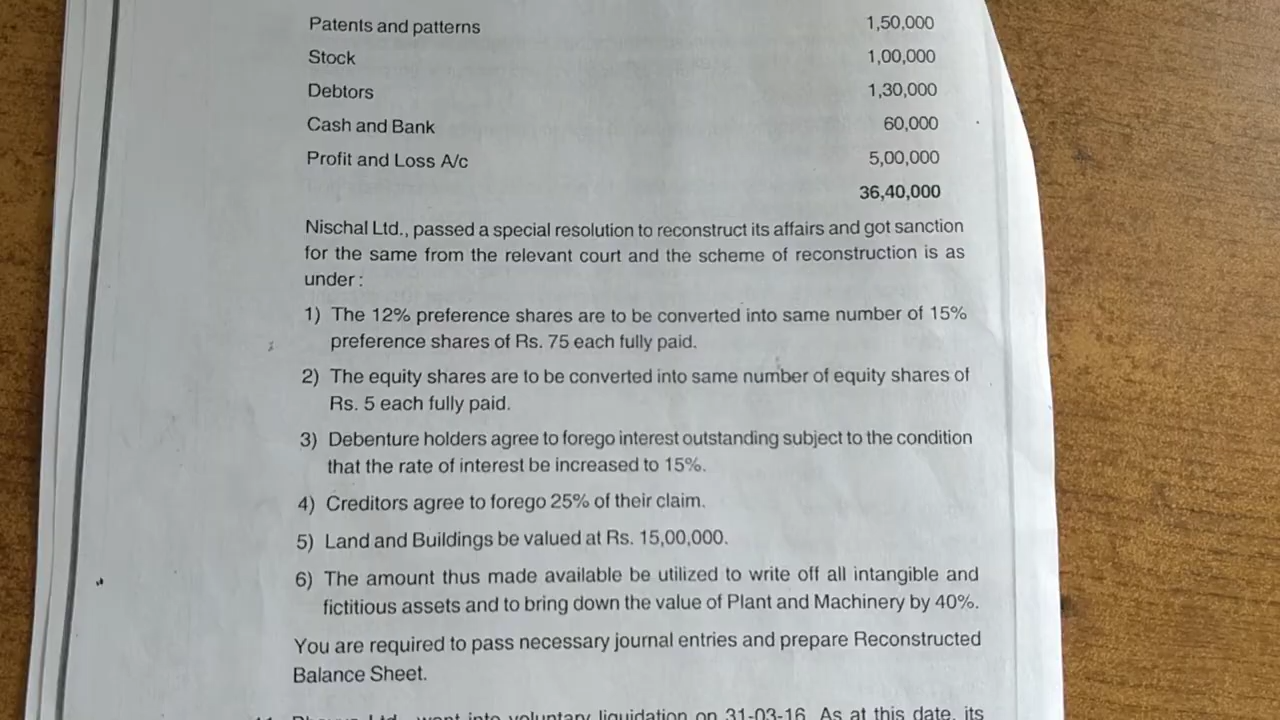 Patents and patterns 1,50,000
Stock 1,00,000
Debtors 1,30,000
Cash and Bank 60,000
Profit and Loss A/c 5,00,000
36,40,000
Nischal Ltd., passed a special resolution to reconstruct its affairs and got sanction
for the same from the relevant court and the scheme of reconstruction is as
under :
1) The 12% preference shares are to be converted into same number of 15%
preference shares of Rs. 75 each fully paid.
2) The equity shares are to be converted into same number of equity shares of
Rs. 5 each fully paid.
3) Debenture holders agree to forego interest outstanding subject to the condition
that the rate of interest be increased to 15%.
4) Creditors agree to forego 25% of their claim.
5) Land and Buildings be valued at Rs. 15,00,000.
6) The amount thus made available be utilized to write off all intangible and
fictitious assets and to bring down the value of Plant and Machinery by 40%.
You are required to pass necessary journal entries and prepare Reconstructed
Balance Sheet.
Ltd., went into voluntary liquidation on 31-03-16. As at this date, its